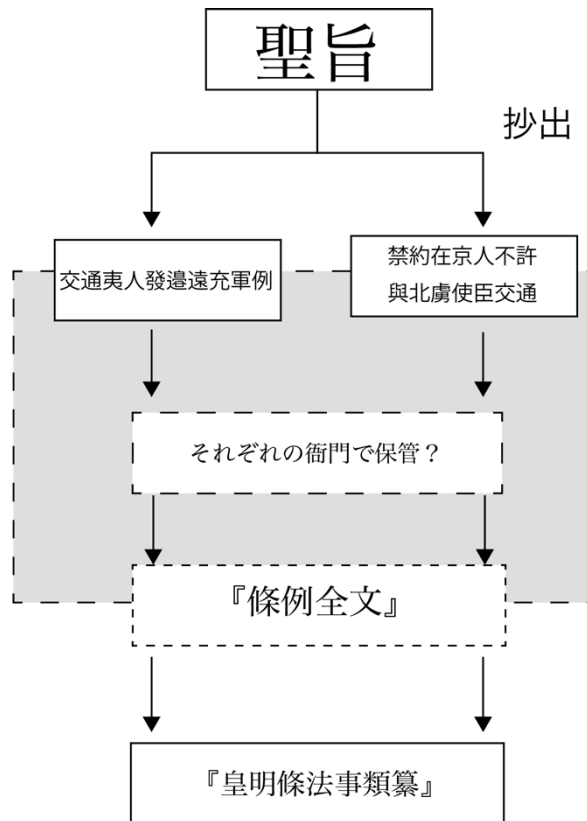 聖旨
抄出
交通夷人發邉遠充軍例
禁約在京人不許
與北虜使臣交通
それぞれの衙門で保管？
『條例全文』
『皇明條法事類纂』